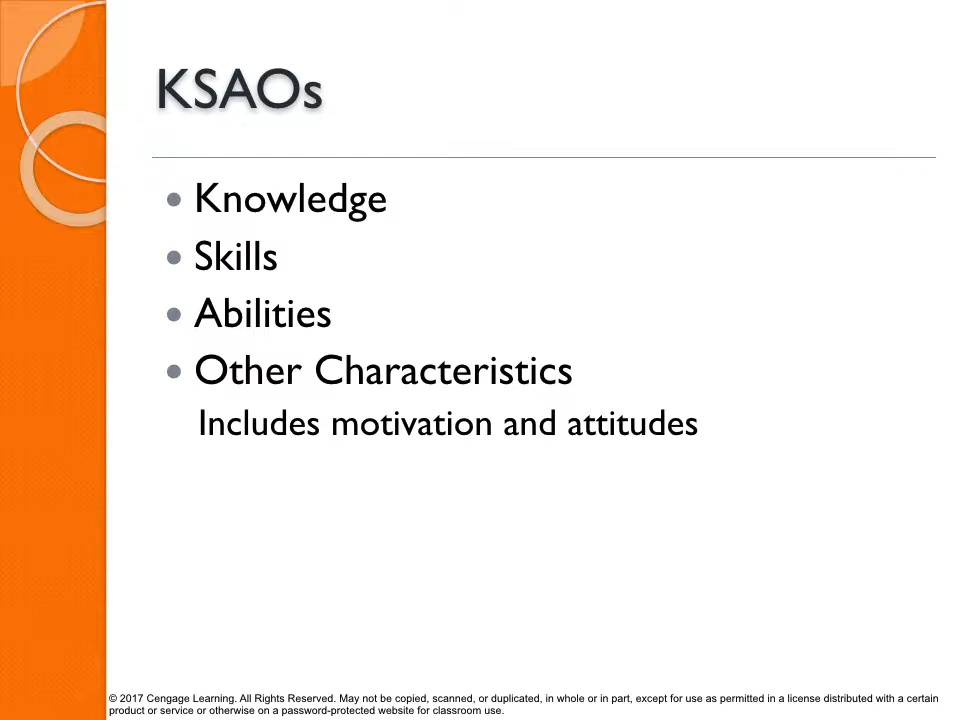 KSAOs
• Knowledge
• Skills
• Abilities
• Other Characteristics
Includes motivation and attitudes
© 2017 Cengage Learning. All Rights Reserved. May not be copied, scanned, or duplicated, in whole or in part, except for use as permitted in a license distributed with a certain
product or service or otherwise on a password-protected website for classroom use.